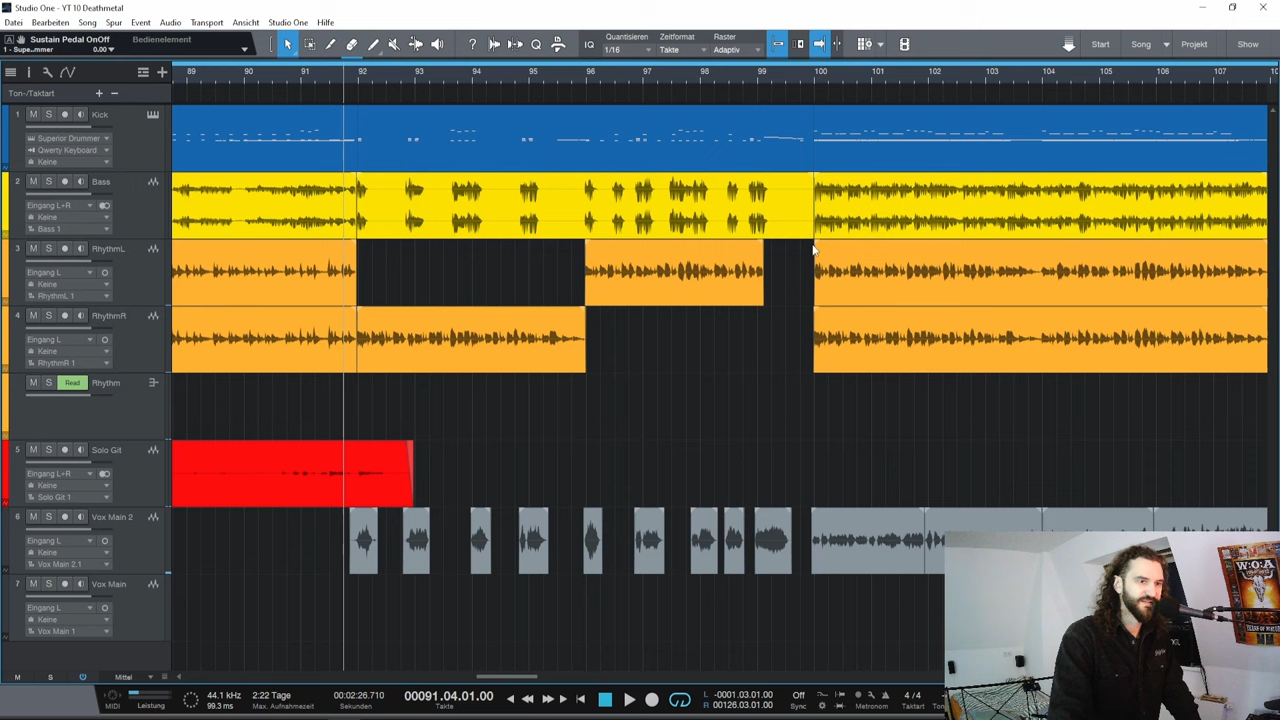 Studio One - YT 10 Deathmetal
Datei Bearbeiten Song Spur Event Audio Transport Ansicht Studio One Hilfe
Sustain Pedal OnOff Bedienelement
1 - Supe..ommer 0.00
Quantisieren Zeitformat Raster
IQ 1/16 Takte Adaptiv
Start Song Projekt Show
89 90 91 92 93 94 95 96 97 98 99 100 101 102 103 104 105 106 107
Ton-/Taktart
1 M S Kick
Superior Drummer
Qwerty Keyboard
Keine
2 M S Bass
Eingang L+R
Keine
Bass 1
3 M S RhythmL
Eingang L
Keine
RhythmL 1
4 M S RhythmR
Eingang L
Keine
RhythmR 1
M S Read Rhythm
5 M S Solo Git
Eingang L+R
Keine
Solo Git 1
6 M S Vox Main 2
Eingang L
Keine
Vox Main 2.1
7 M S Vox Main
Eingang L
Keine
Vox Main 1
W:O:A
M S Mittel
MIDI Leistung
44.1 kHz
99.3 ms
2:22 Tage
Max. Aufnahmezeit
00:02:26.710
Sekunden
00091.04.01.00
Takte
L -0001.03.01.00
R 00126.03.01.00
Off
Sync
Metronom
4 / 4
Taktart